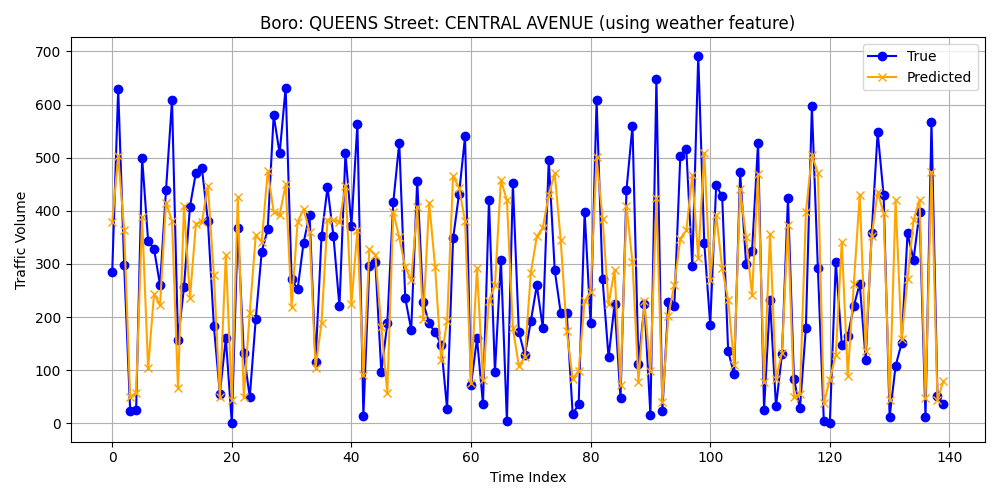 Boro: QUEENS Street: CENTRAL AVENUE (using weather feature)
True
Predicted
Traffic Volume
700
600
500
400
300
200
100
0
0 20 40 60 80 100 120 140
Time Index